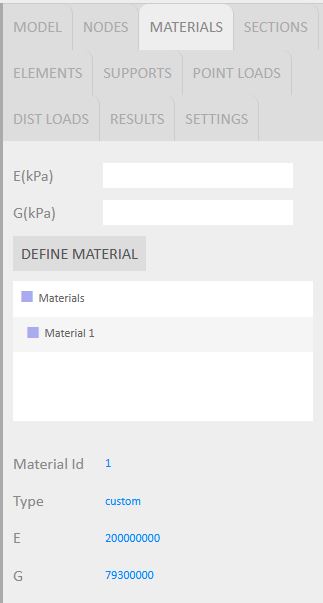 MODEL NODES MATERIALS SECTIONS
ELEMENTS SUPPORTS POINT LOADS
DIST LOADS RESULTS SETTINGS
E(kPa)
G(kPa)
DEFINE MATERIAL
Materials
Material 1
Material Id 1
Type custom
E 200000000
G 79300000